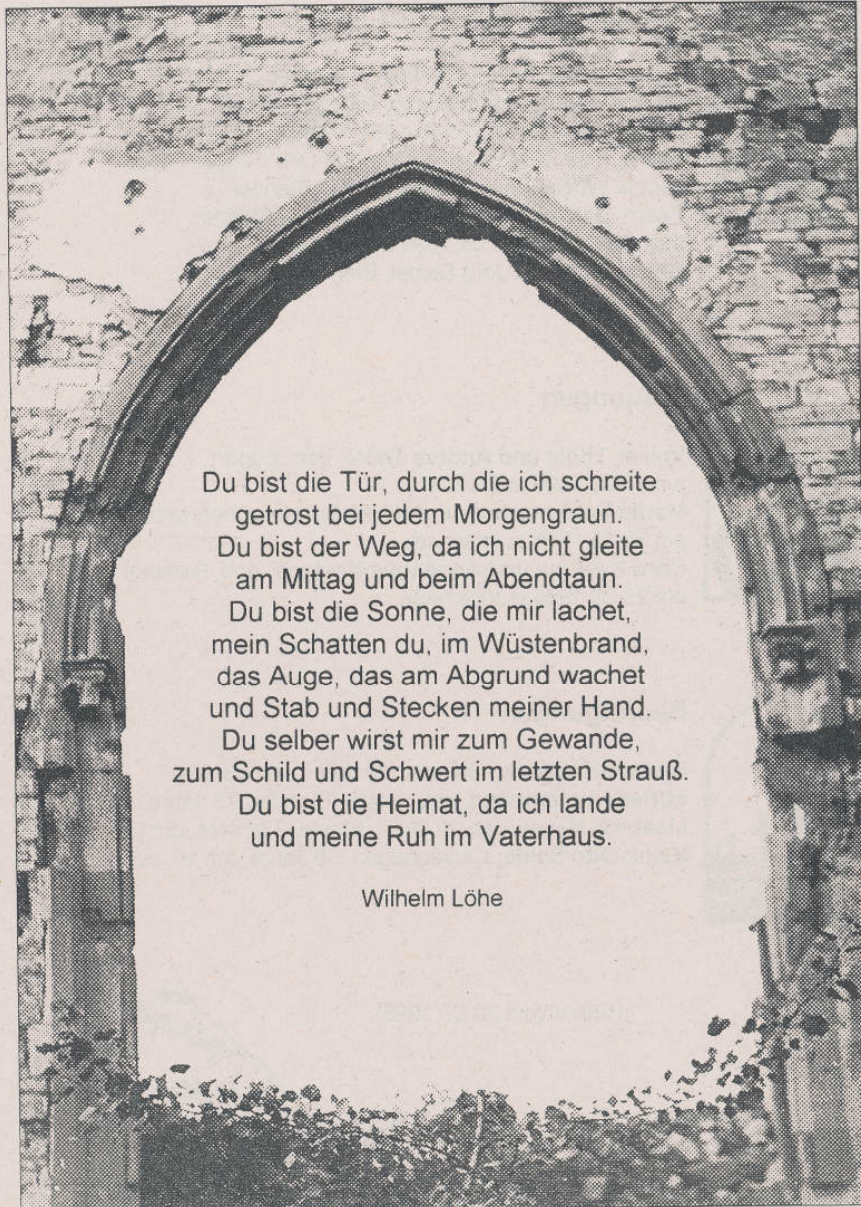 Du bist die Tür, durch die ich schreite
getrost bei jedem Morgengraun.
Du bist der Weg, da ich nicht gleite
am Mittag und beim Abendtaun.
Du bist die Sonne, die mir lachet,
mein Schatten du, im Wüstenbrand,
das Auge, das am Abgrund wachet
und Stab und Stecken meiner Hand.
Du selber wirst mir zum Gewande,
zum Schild und Schwert im letzten Strauß.
Du bist die Heimat, da ich lande
und meine Ruh im Vaterhaus.
Wilhelm Löhe